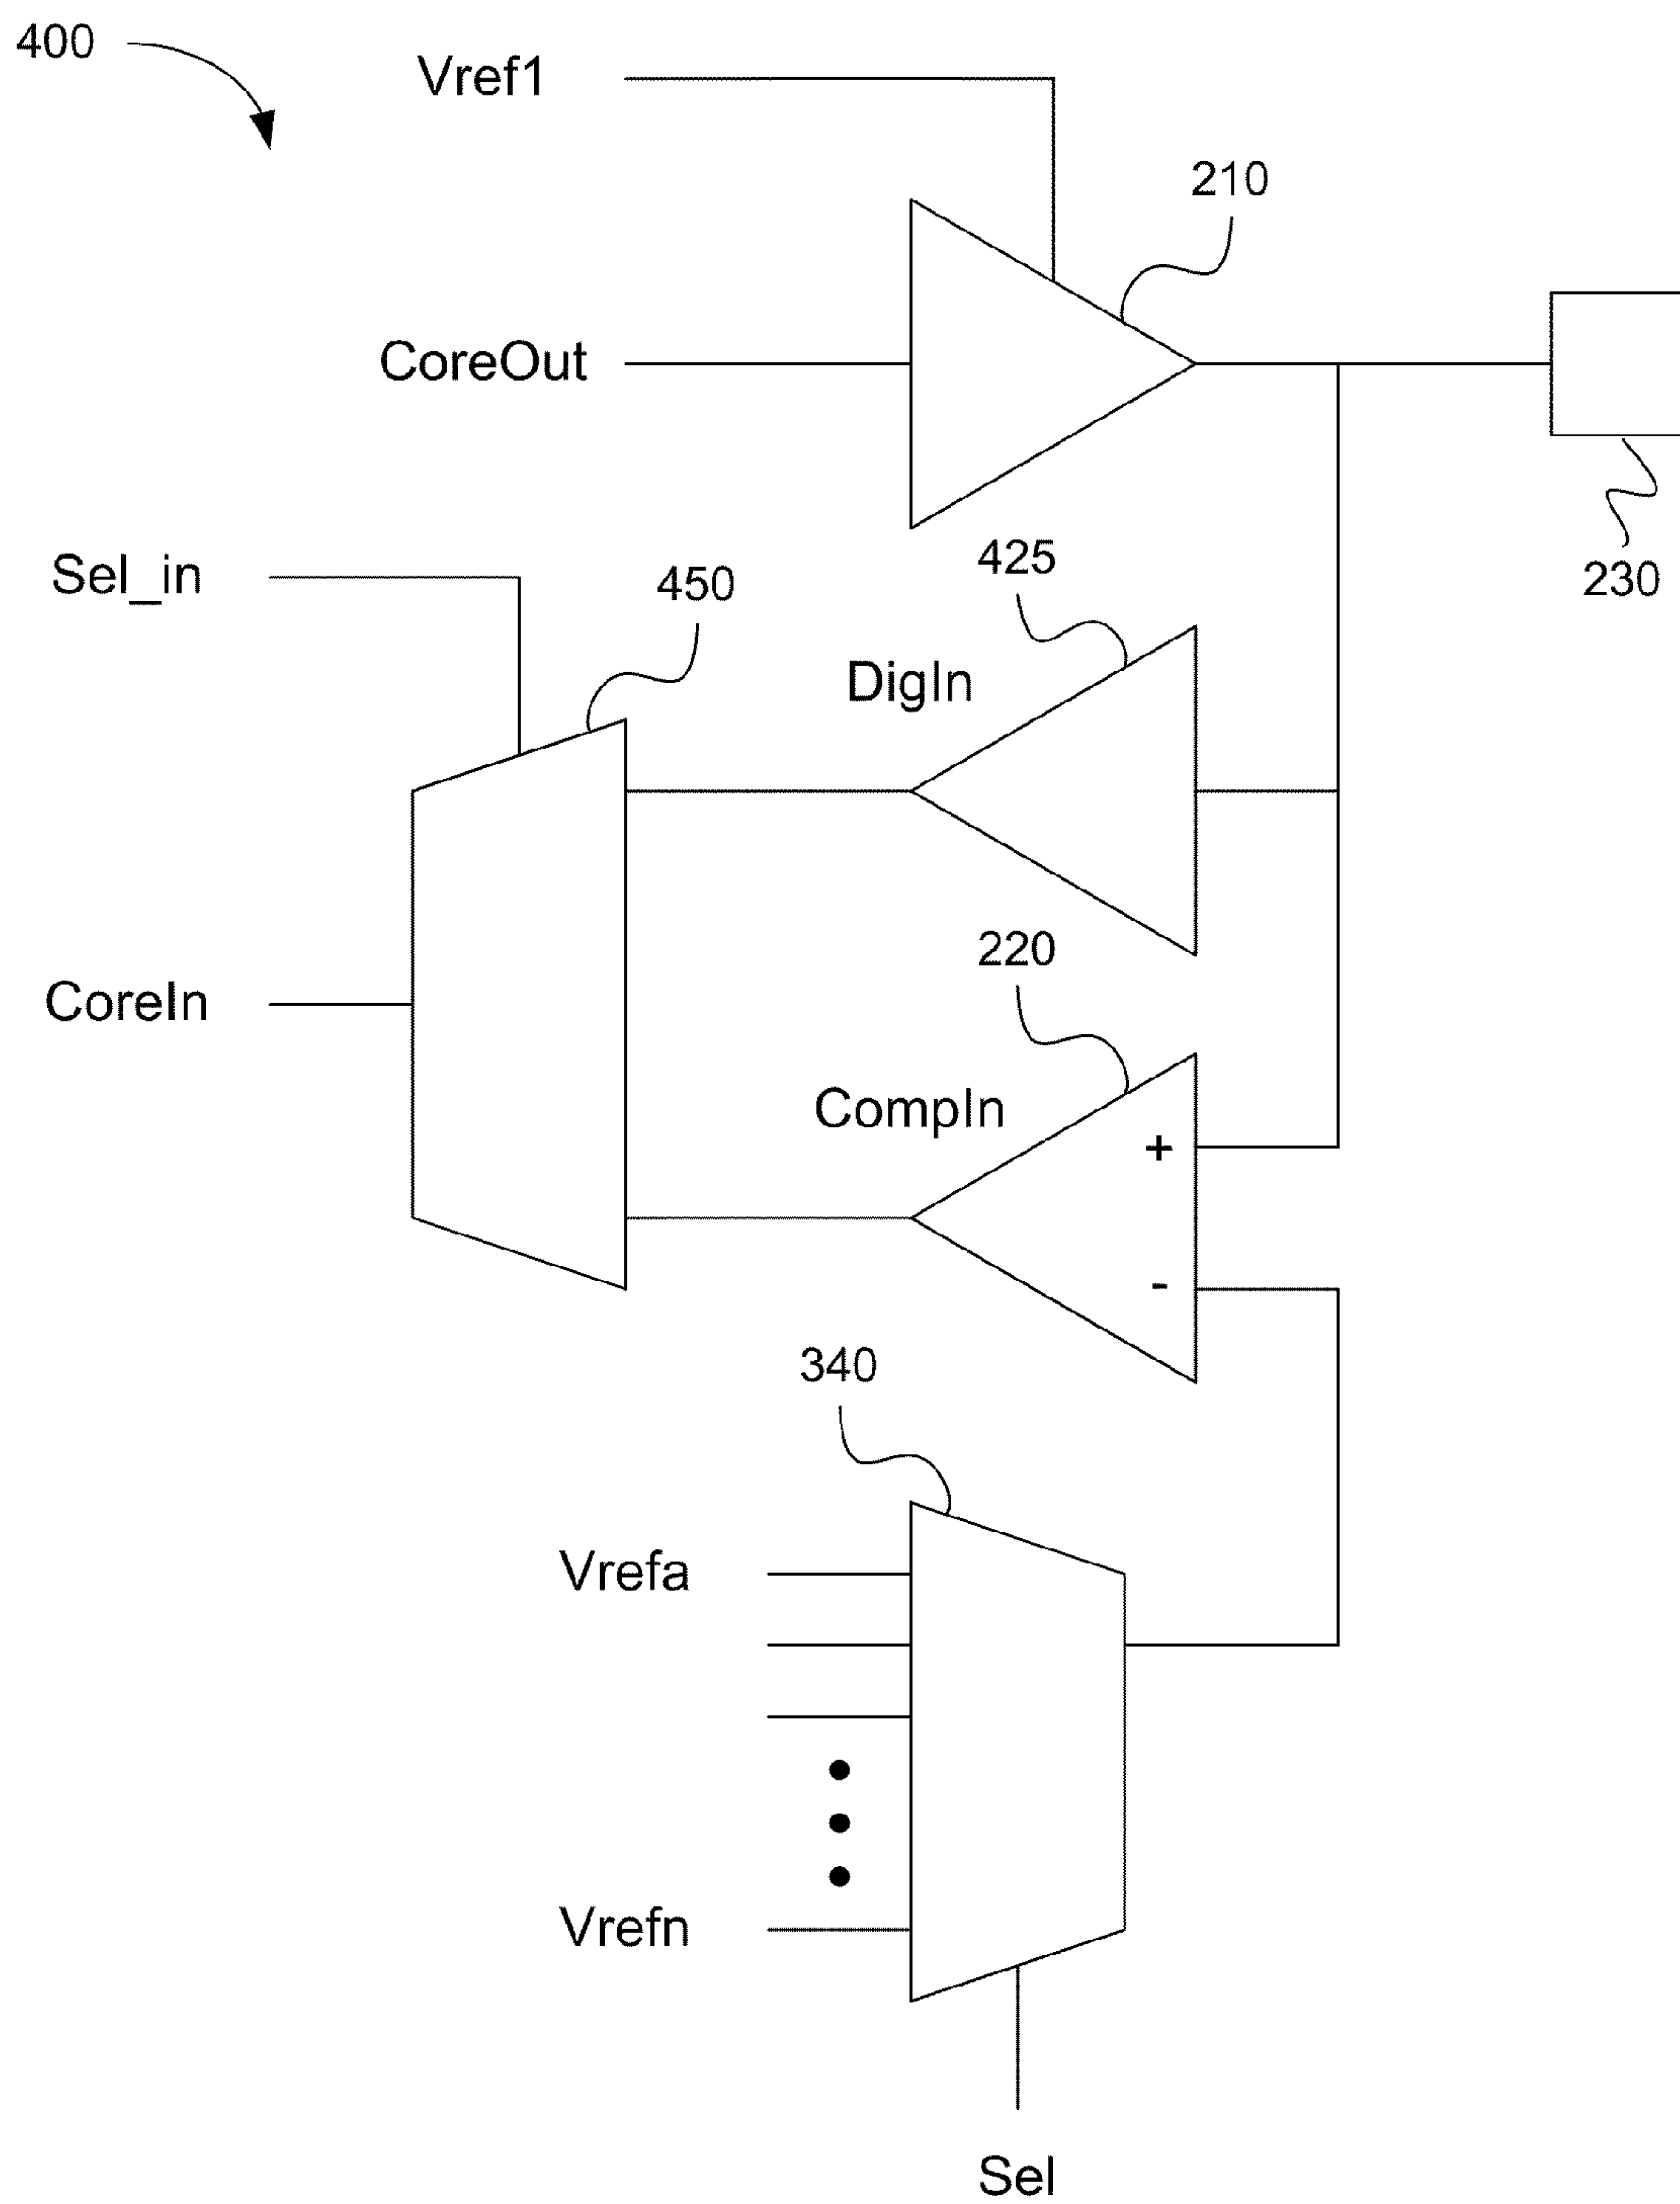 400
Vref1
210
CoreOut
230
Sel_in
450
425
DigIn
220
CoreIn
CompIn
+
-
340
Vrefa
Vrefn
Sel